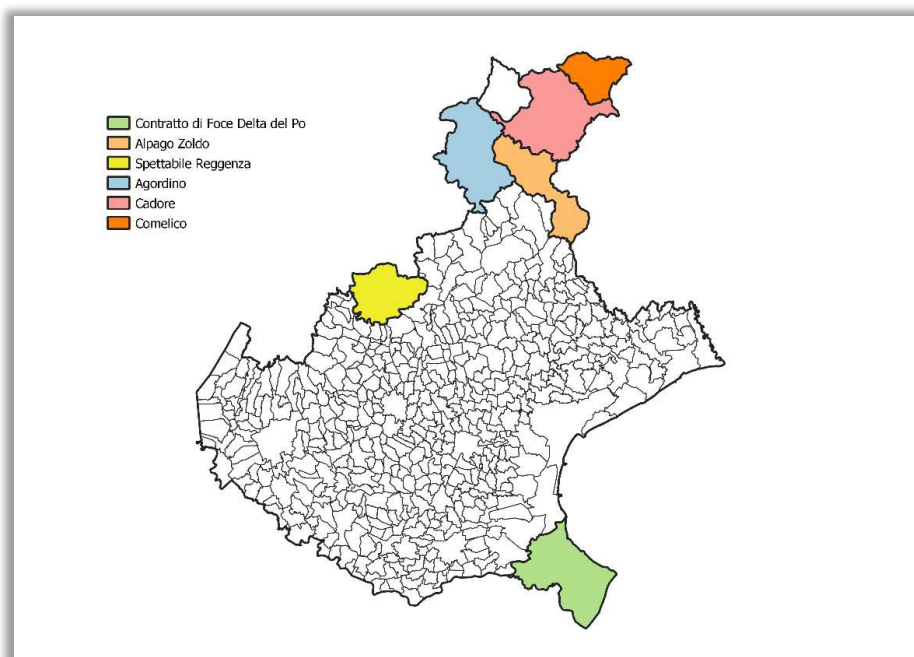 Contratto di Foce Delta del Po
Alpago Zoldo
Spettabile Reggenza
Agordino
Cadore
Comelico